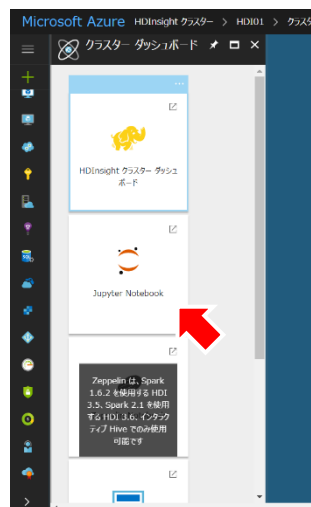 Microsoft Azure HDInsight クラスター > HDI01 > クラスタ
クラスター ダッシュボード
HDInsight クラスター ダッシュ
ボード
Jupyter Notebook
Zeppelin は、Spark
1.6.2 を使用する HDI
3.5、Spark 2.1 を使用
する HDI 3.6、インタラク
ティブ Hive でのみ使用
可能です